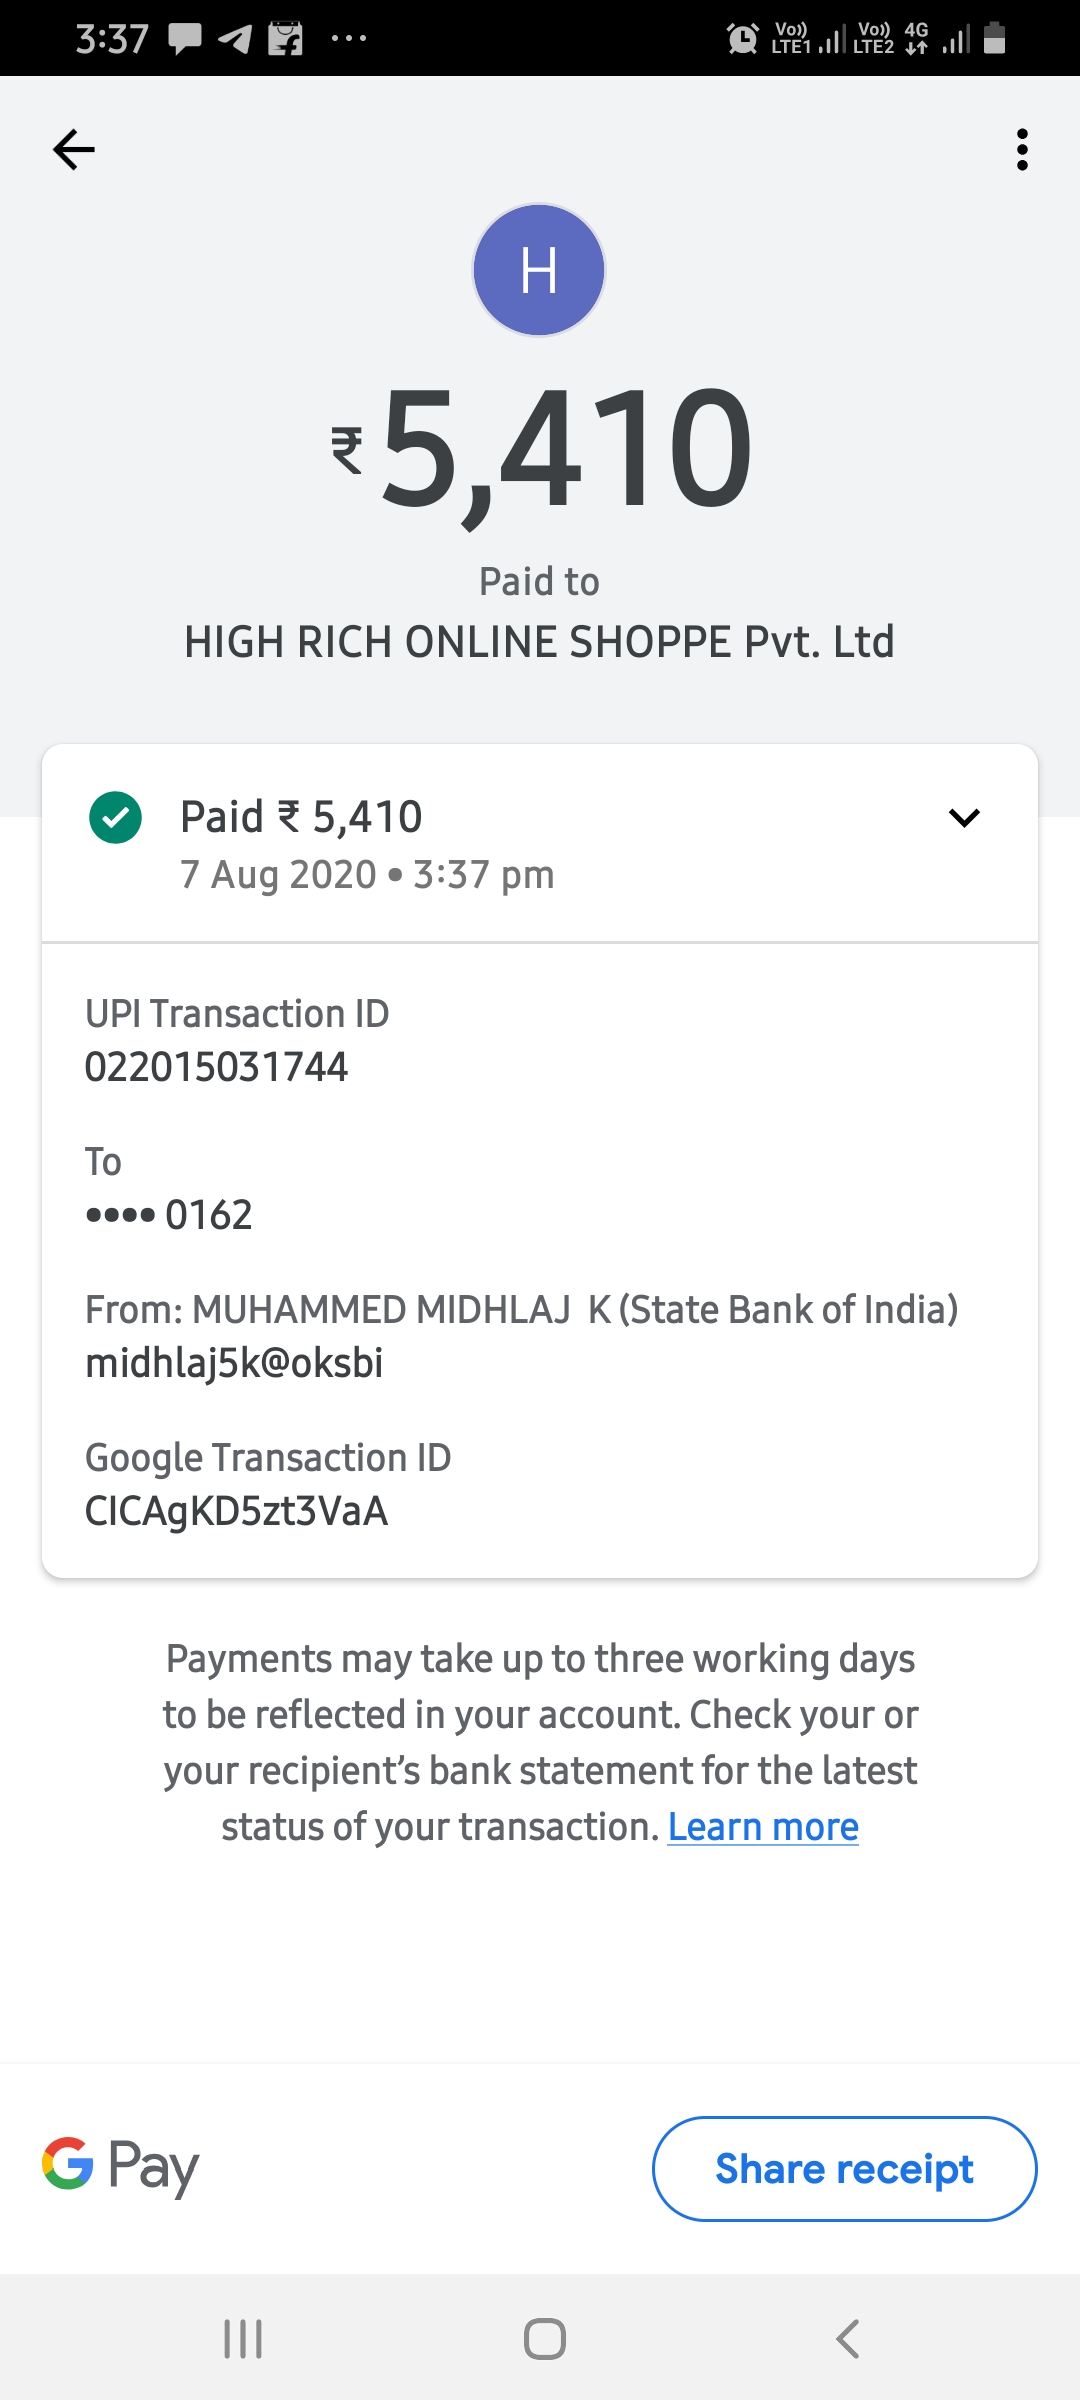 3:37
Vo)) LTE1 Vo)) LTE2 4G
H
₹5,410
Paid to
HIGH RICH ONLINE SHOPPE Pvt. Ltd
Paid ₹ 5,410
7 Aug 2020 • 3:37 pm
UPI Transaction ID
022015031744
To
•••• 0162
From: MUHAMMED MIDHLAJ  K (State Bank of India)
midhlaj5k@oksbi
Google Transaction ID
CICAgKD5zt3VaA
Payments may take up to three working days
to be reflected in your account. Check your or
your recipient’s bank statement for the latest
status of your transaction. Learn more
G Pay
Share receipt